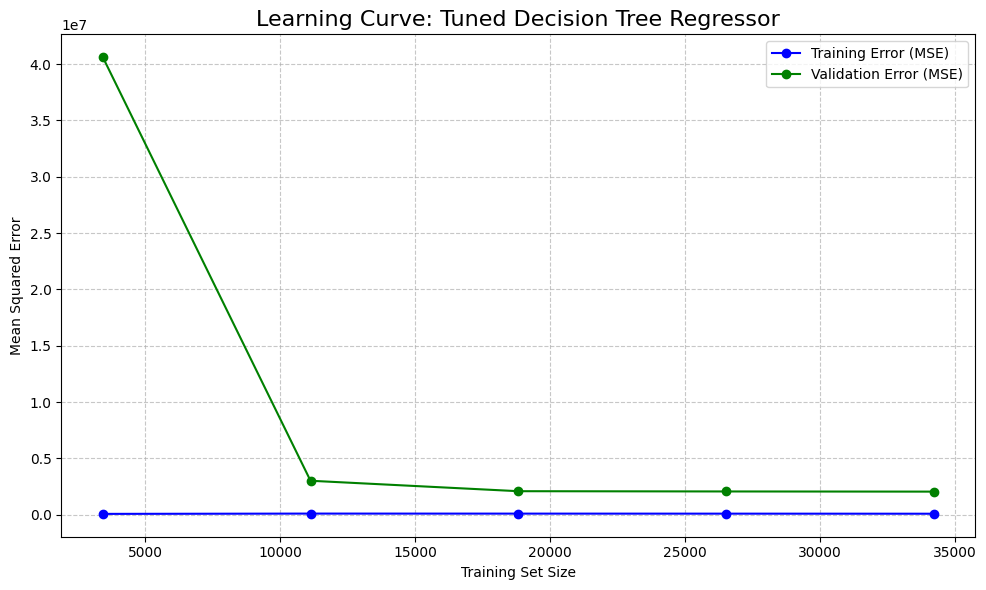 Learning Curve: Tuned Decision Tree Regressor
1e7
Training Error (MSE)
Validation Error (MSE)
4.0
3.5
3.0
2.5
2.0
1.5
1.0
0.5
0.0
Mean Squared Error
5000 10000 15000 20000 25000 30000 35000
Training Set Size